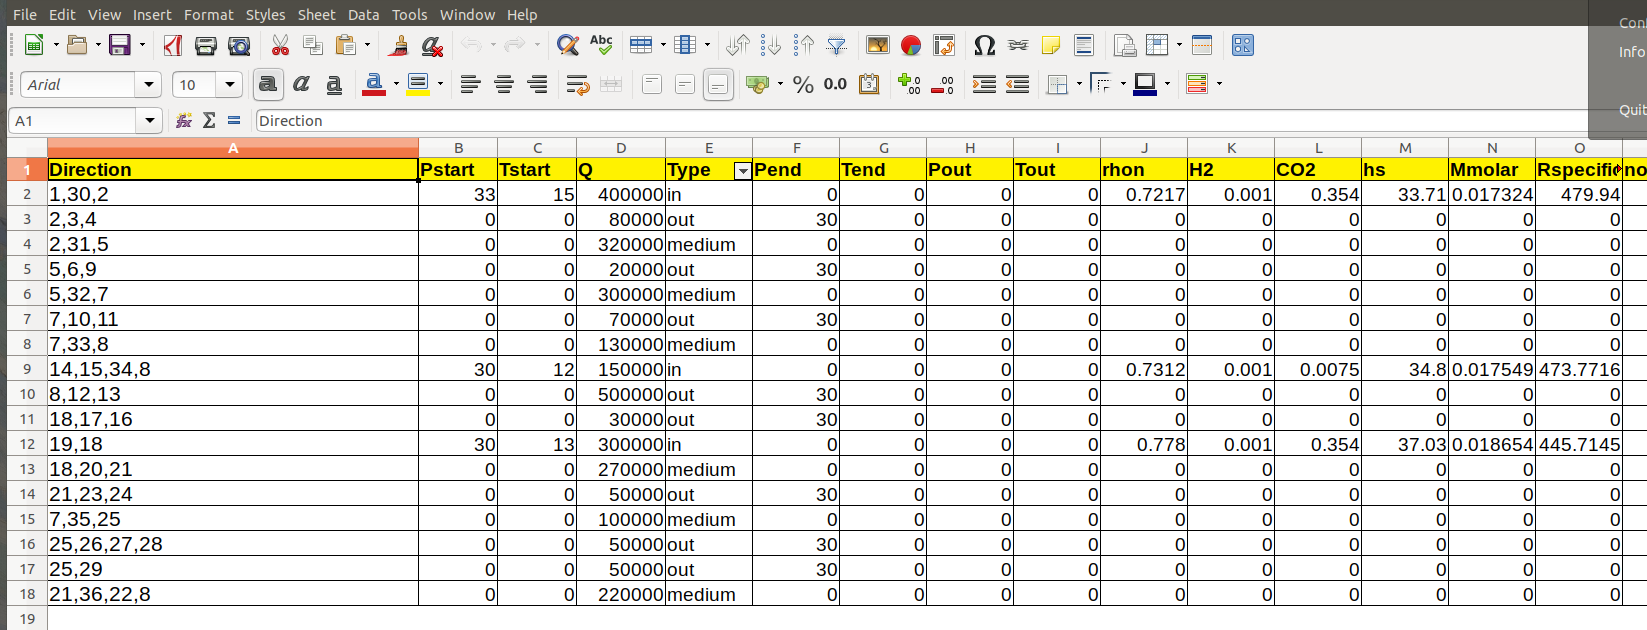 File Edit View Insert Format Styles Sheet Data Tools Window Help
Info
Abc
Arial 10 a a a a % 0.0
Quit
A1 Direction
A B C D E F G H I J K L M N O
1 Direction Pstart Tstart Q Type Pend Tend Pout Tout rhon H2 CO2 hs Mmolar Rspecific no
2 1,30,2 33 15 400000 in 0 0 0 0 0.7217 0.001 0.354 33.71 0.017324 479.94
3 2,3,4 0 0 80000 out 30 0 0 0 0 0 0 0 0 0
4 2,31,5 0 0 320000 medium 0 0 0 0 0 0 0 0 0 0
5 5,6,9 0 0 20000 out 30 0 0 0 0 0 0 0 0 0
6 5,32,7 0 0 300000 medium 0 0 0 0 0 0 0 0 0 0
7 7,10,11 0 0 70000 out 30 0 0 0 0 0 0 0 0 0
8 7,33,8 0 0 130000 medium 0 0 0 0 0 0 0 0 0 0
9 14,15,34,8 30 12 150000 in 0 0 0 0 0.7312 0.001 0.0075 34.8 0.017549 473.7716
10 8,12,13 0 0 500000 out 30 0 0 0 0 0 0 0 0 0
11 18,17,16 0 0 30000 out 30 0 0 0 0 0 0 0 0 0
12 19,18 30 13 300000 in 0 0 0 0 0.778 0.001 0.354 37.03 0.018654 445.7145
13 18,20,21 0 0 270000 medium 0 0 0 0 0 0 0 0 0 0
14 21,23,24 0 0 50000 out 30 0 0 0 0 0 0 0 0 0
15 7,35,25 0 0 100000 medium 0 0 0 0 0 0 0 0 0 0
16 25,26,27,28 0 0 50000 out 30 0 0 0 0 0 0 0 0 0
17 25,29 0 0 50000 out 30 0 0 0 0 0 0 0 0 0
18 21,36,22,8 0 0 220000 medium 0 0 0 0 0 0 0 0 0 0
19